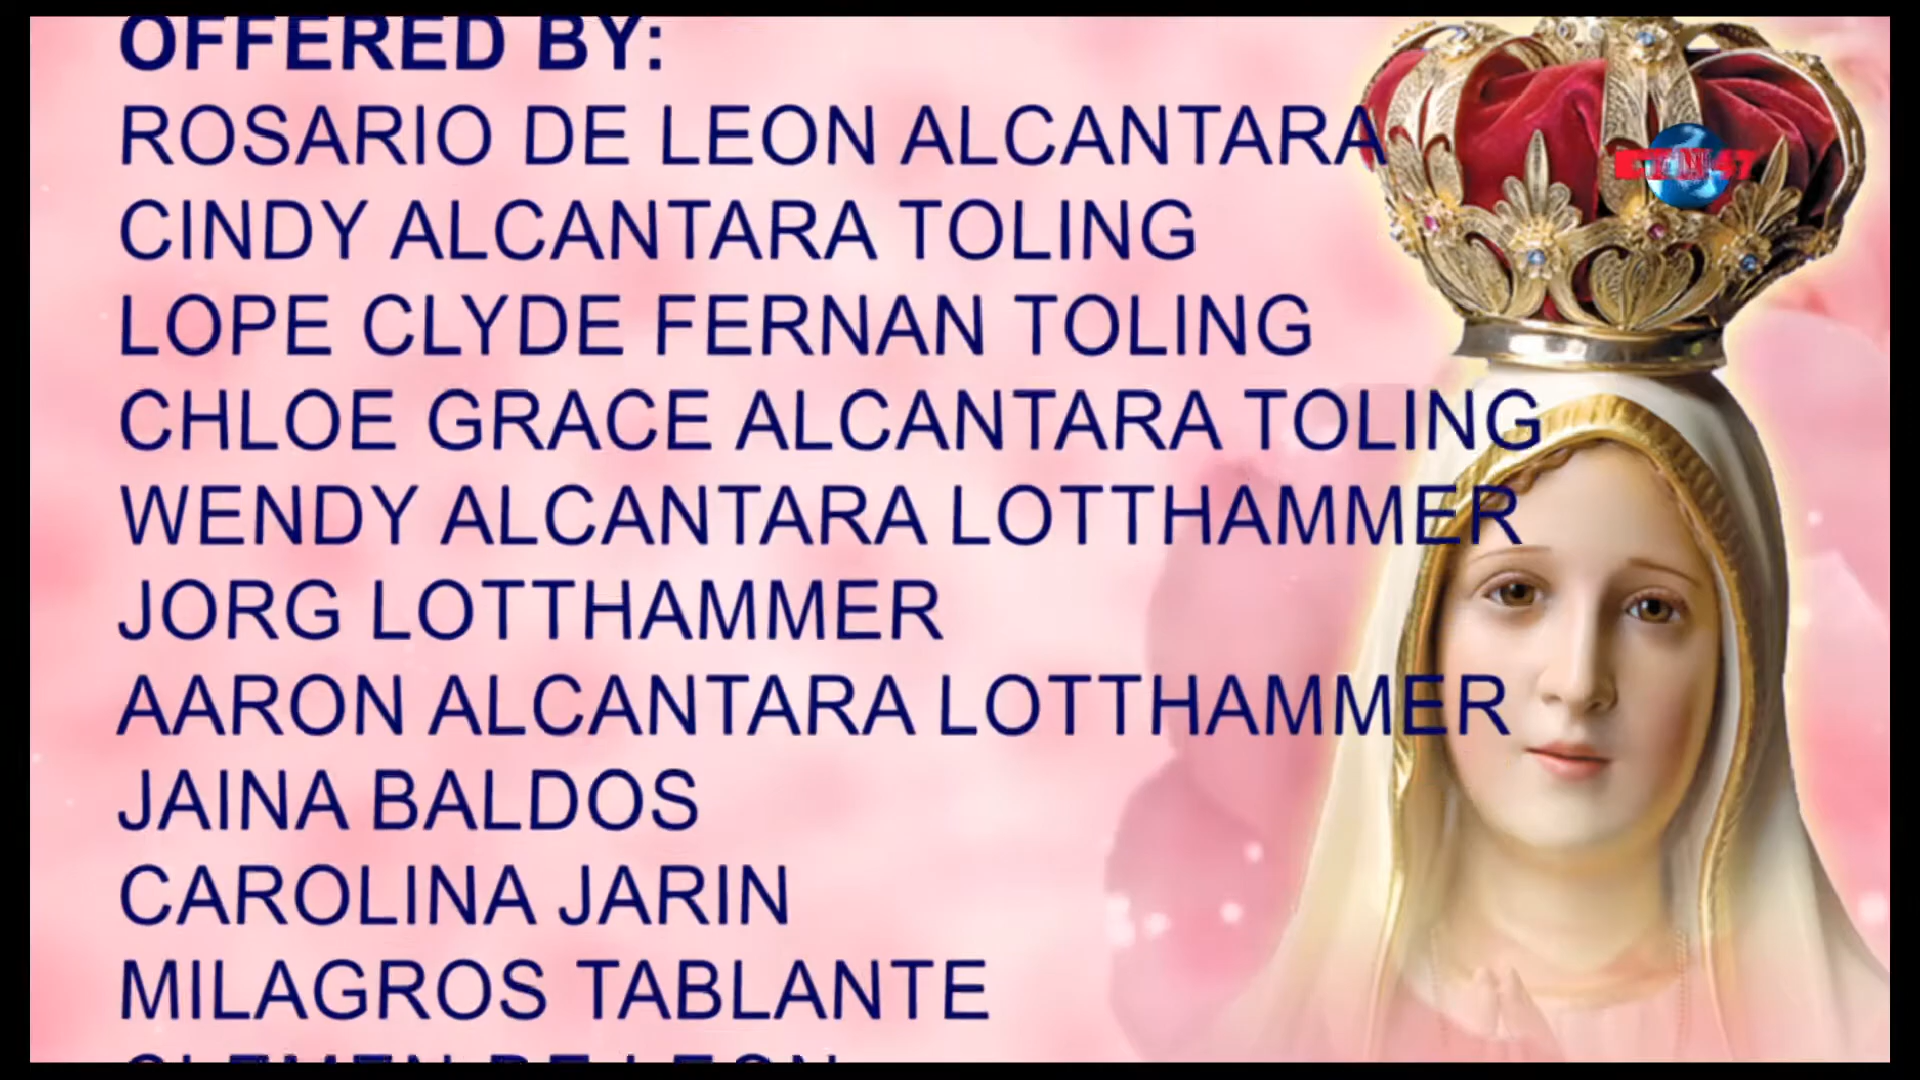 OFFERED BY:
ROSARIO DE LEON ALCANTARA
CINDY ALCANTARA TOLING
LOPE CLYDE FERNAN TOLING
CHLOE GRACE ALCANTARA TOLING
WENDY ALCANTARA LOTTHAMMER
JORG LOTTHAMMER
AARON ALCANTARA LOTTHAMMER
JAINA BALDOS
CAROLINA JARIN
MILAGROS TABLANTE